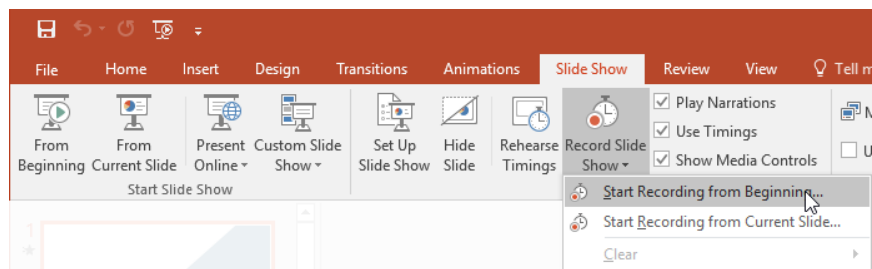 File Home Insert Design Transitions Animations Slide Show Review View Tell
From Beginning
From Current Slide
Present Online
Custom Slide Show
Set Up Slide Show
Hide Slide
Rehearse Timings
Record Slide Show
Play Narrations
Use Timings
Show Media Controls
Start Slide Show
Start Recording from Beginning...
Start Recording from Current Slide...
Clear
1